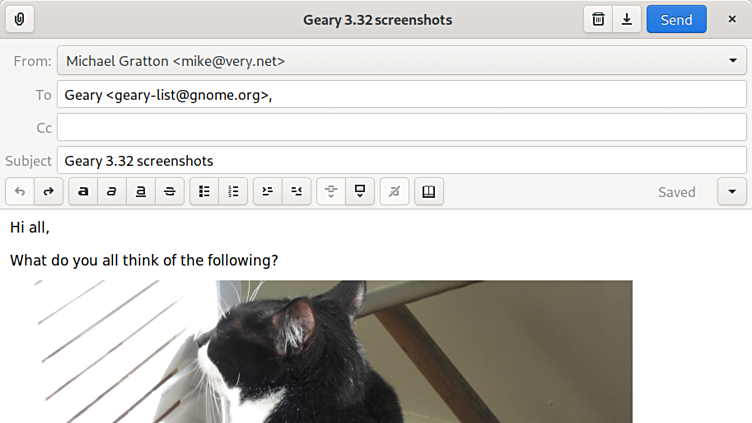 Geary 3.32 screenshots
Send
From: Michael Gratton <mike@very.net>
To Geary <geary-list@gnome.org>,
Cc
Subject Geary 3.32 screenshots
a a a Saved
Hi all,
What do you all think of the following?